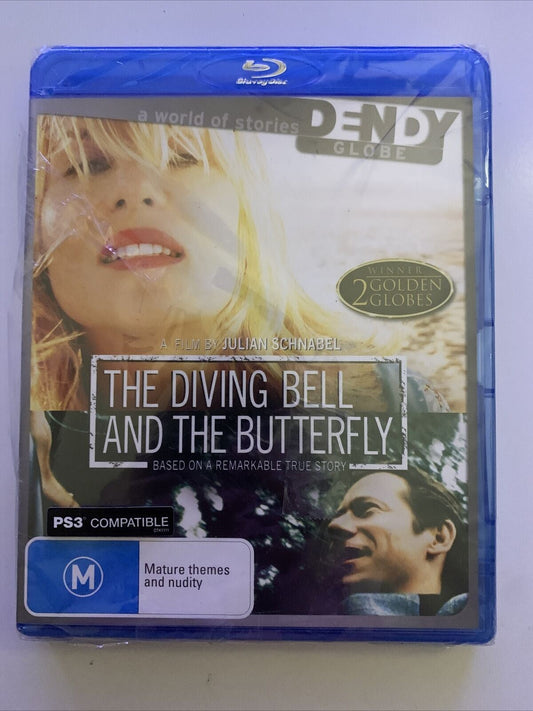 Blu-ray Disc
a world of stories DENDY
GLOBE
WINNER
2 GOLDEN
GLOBES
A FILM BY JULIAN SCHNABEL
THE DIVING BELL
AND THE BUTTERFLY
BASED ON A REMARKABLE TRUE STORY
PS3 COMPATIBLE
M
Mature themes
and nudity